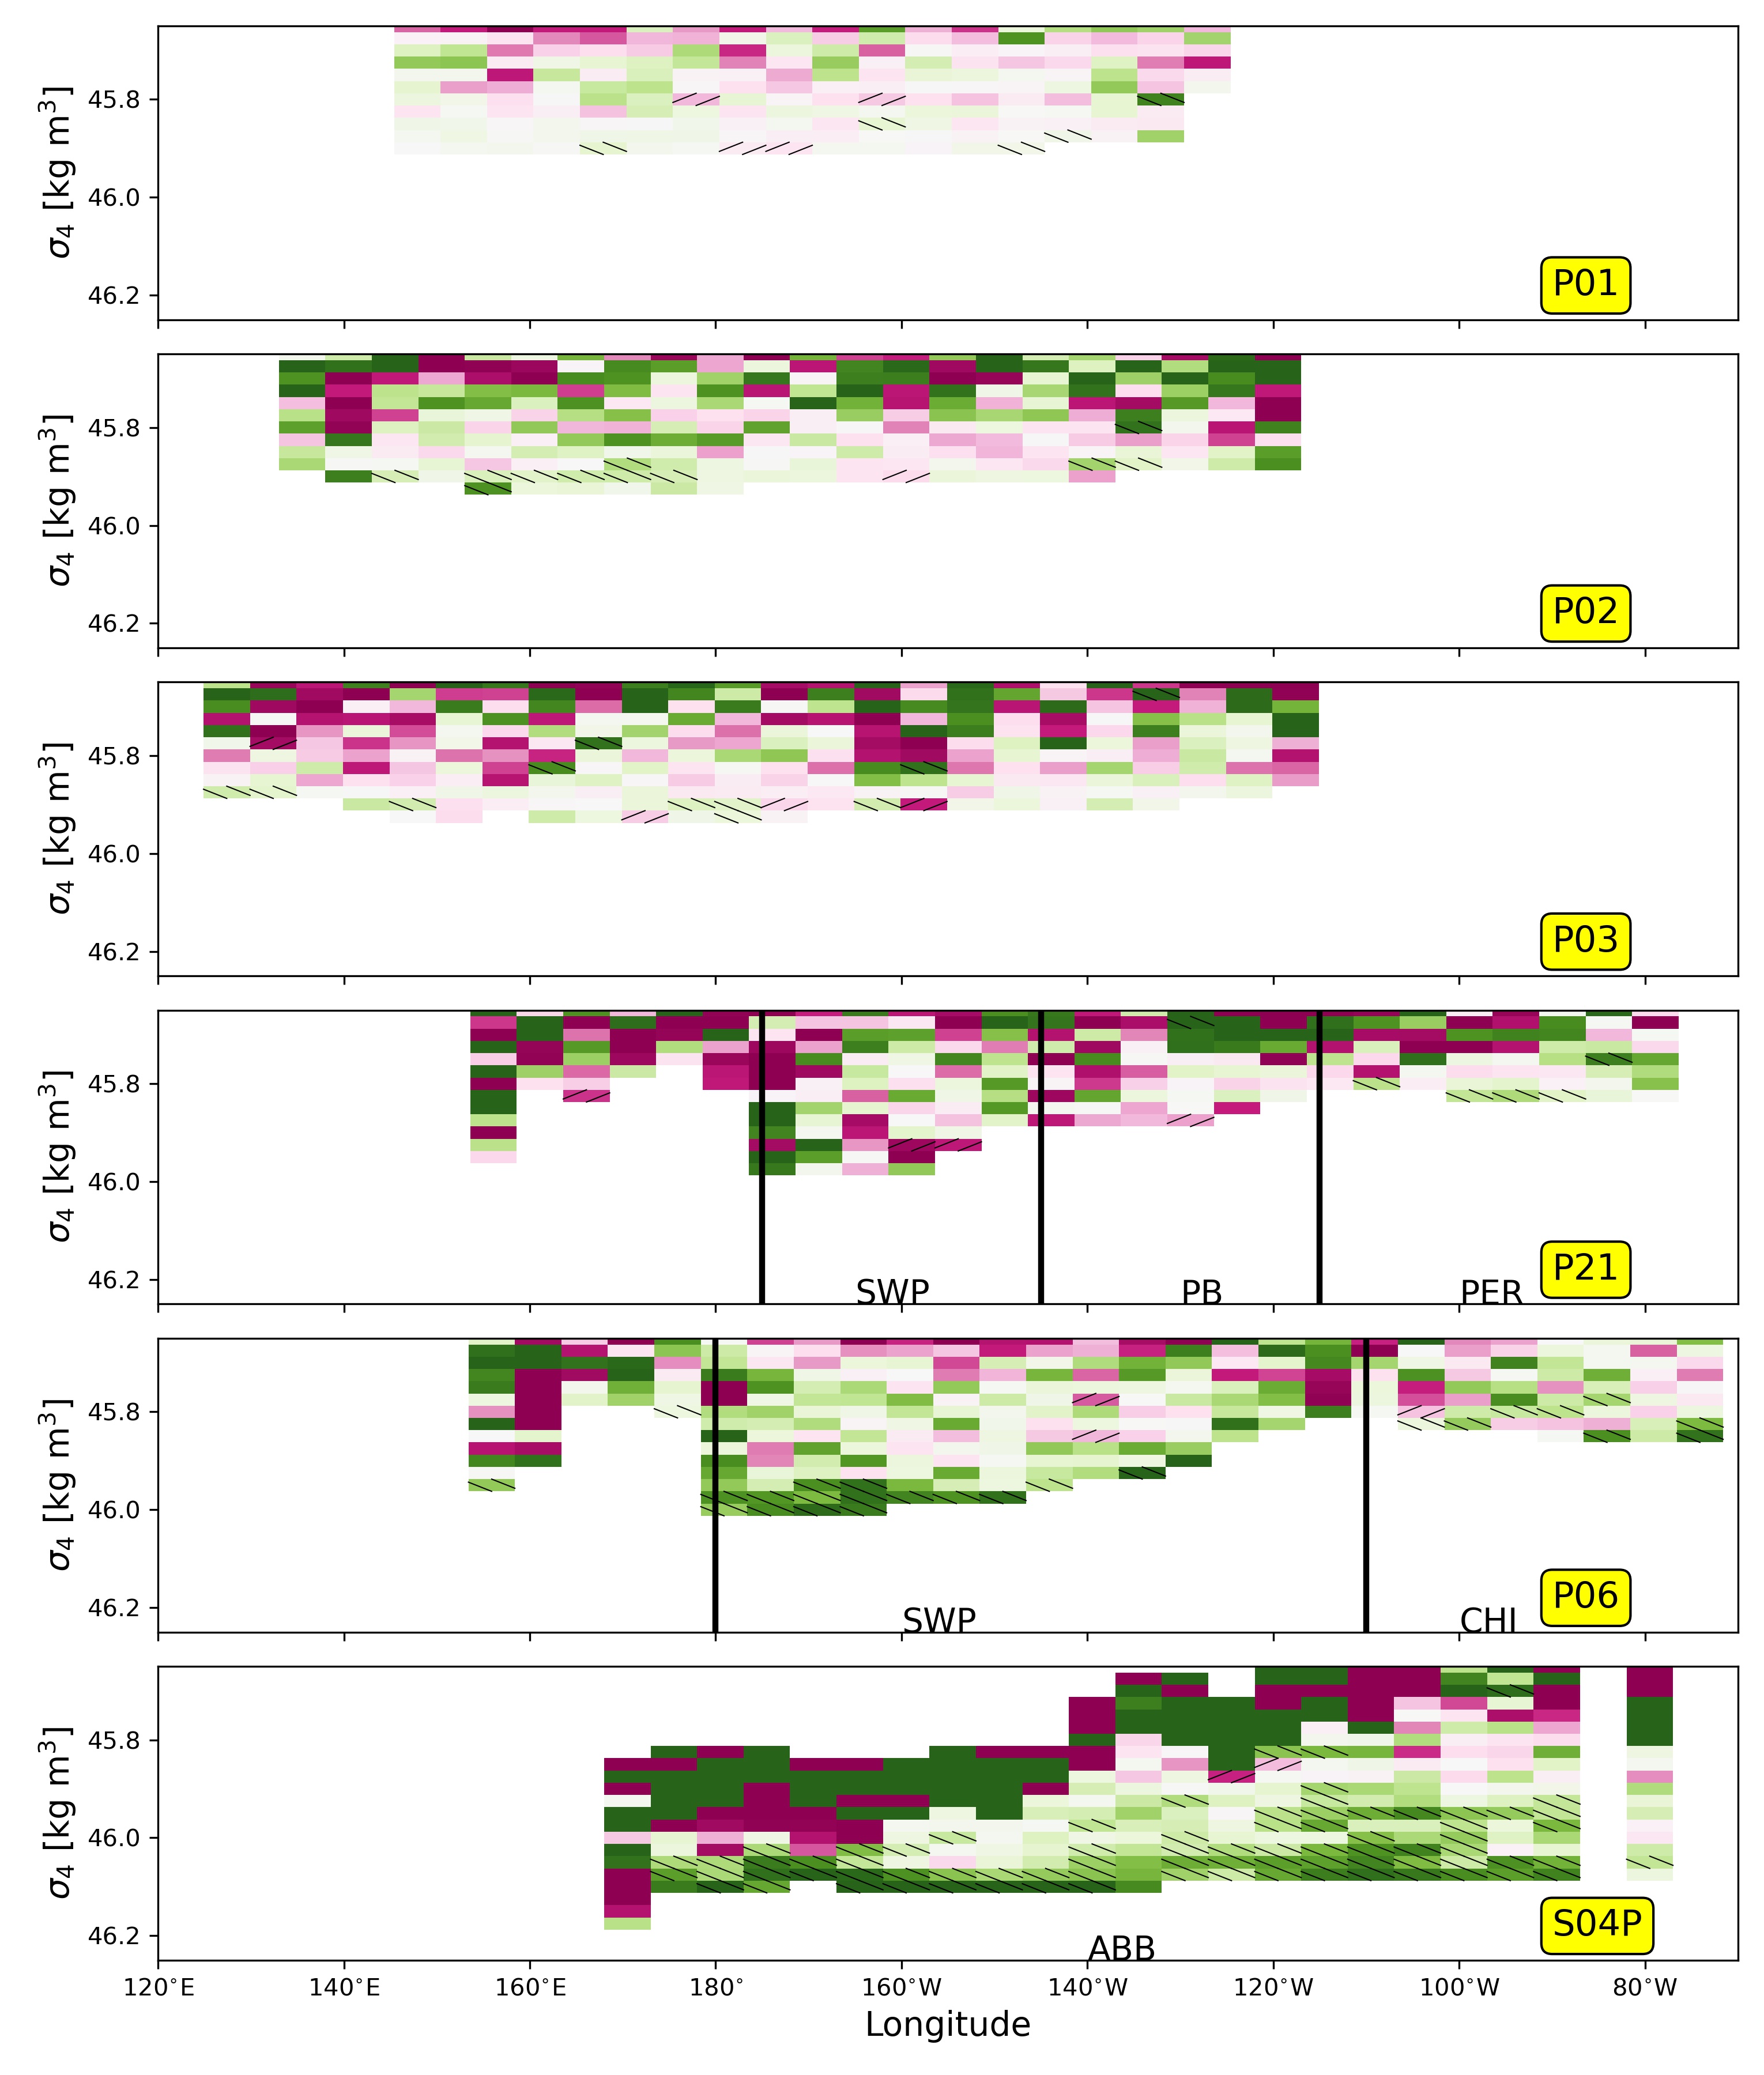 45.8
46.0
46.2
σ₄ [kg m³]
P01
45.8
46.0
46.2
σ₄ [kg m³]
P02
45.8
46.0
46.2
σ₄ [kg m³]
P03
45.8
46.0
46.2
σ₄ [kg m³]
SWP PB PER P21
45.8
46.0
46.2
σ₄ [kg m³]
SWP CHI P06
45.8
46.0
46.2
σ₄ [kg m³]
ABB S04P
120°E 140°E 160°E 180° 160°W 140°W 120°W 100°W 80°W
Longitude